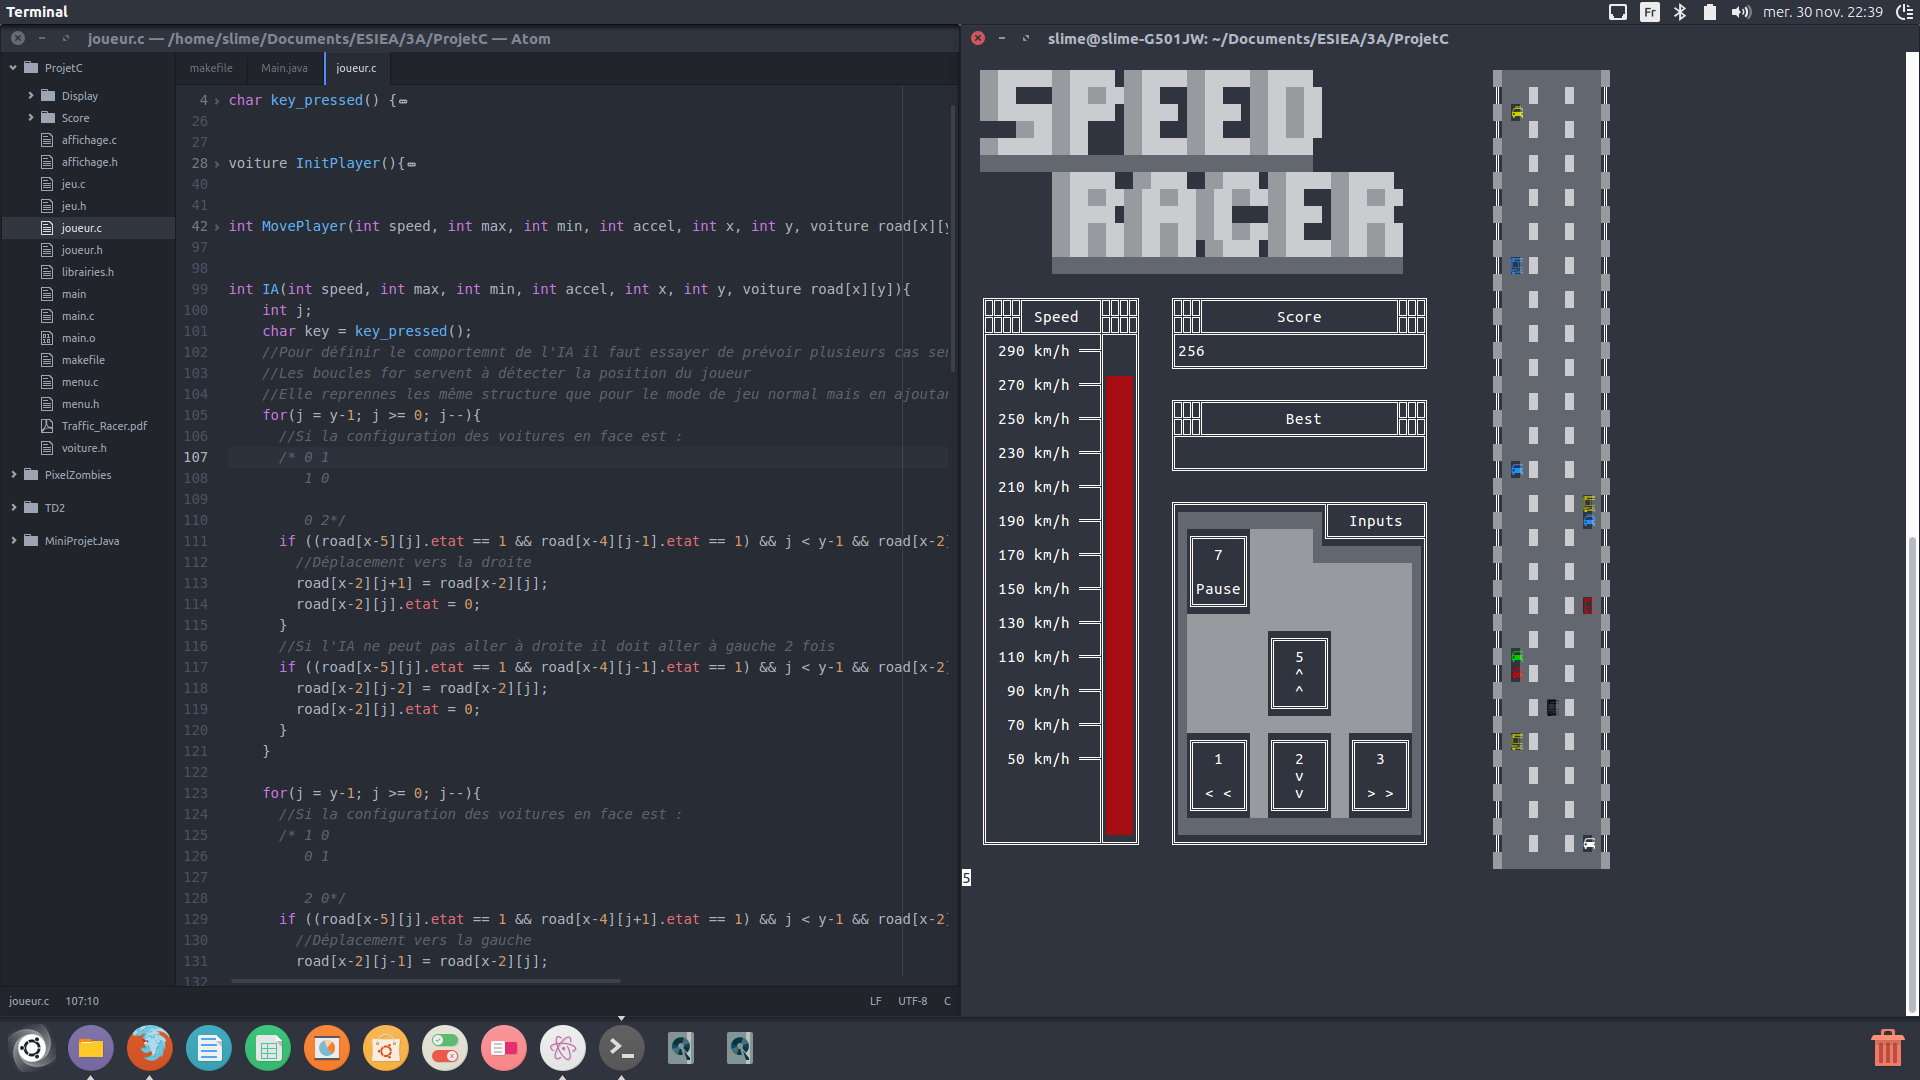 Terminal
Fr
mer. 30 nov. 22:39
joueur.c — /home/slime/Documents/ESIEA/3A/ProjetC — Atom
ProjetC
Display
Score
affichage.c
affichage.h
jeu.c
jeu.h
joueur.c
joueur.h
librairies.h
main
main.c
main.o
makefile
menu.c
menu.h
Traffic_Racer.pdf
voiture.h
PixelZombies
TD2
MiniProjetJava
makefile
Main.java
joueur.c
4 char key_pressed() {
26
27
28 voiture InitPlayer(){
40
41
42 int MovePlayer(int speed, int max, int min, int accel, int x, int y, voiture road[x][y
97
98
99 int IA(int speed, int max, int min, int accel, int x, int y, voiture road[x][y]){
100 int j;
101 char key = key_pressed();
102 //Pour définir le comportemnt de l'IA il faut essayer de prévoir plusieurs cas se
103 //Les boucles for servent à détecter la position du joueur
104 //Elle reprennes les même structure que pour le mode de jeu normal mais en ajouta
105 for(j = y-1; j >= 0; j--){
106 //Si la configuration des voitures en face est :
107 /* 0 1
108 1 0
109
110 0 2*/
111 if ((road[x-5][j].etat == 1 && road[x-4][j-1].etat == 1) && j < y-1 && road[x-2]
112 //Déplacement vers la droite
113 road[x-2][j+1] = road[x-2][j];
114 road[x-2][j].etat = 0;
115 }
116 //Si l'IA ne peut pas aller à droite il doit aller à gauche 2 fois
117 if ((road[x-5][j].etat == 1 && road[x-4][j-1].etat == 1) && j < y-1 && road[x-2]
118 road[x-2][j-2] = road[x-2][j];
119 road[x-2][j].etat = 0;
120 }
121 }
122
123 for(j = y-1; j >= 0; j--){
124 //Si la configuration des voitures en face est :
125 /* 1 0
126 0 1
127
128 2 0*/
129 if ((road[x-5][j].etat == 1 && road[x-4][j+1].etat == 1) && j < y-1 && road[x-2]
130 //Déplacement vers la gauche
131 road[x-2][j-1] = road[x-2][j];
132
joueur.c 107:10
LF UTF-8 C
slime@slime-G501JW: ~/Documents/ESIEA/3A/ProjetC
SPEED
RACER
Speed
290 km/h
270 km/h
250 km/h
230 km/h
210 km/h
190 km/h
170 km/h
150 km/h
130 km/h
110 km/h
90 km/h
70 km/h
50 km/h
Score
256
Best
Inputs
7
Pause
5
^
^
1
< <
2
v
v
3
> >
5